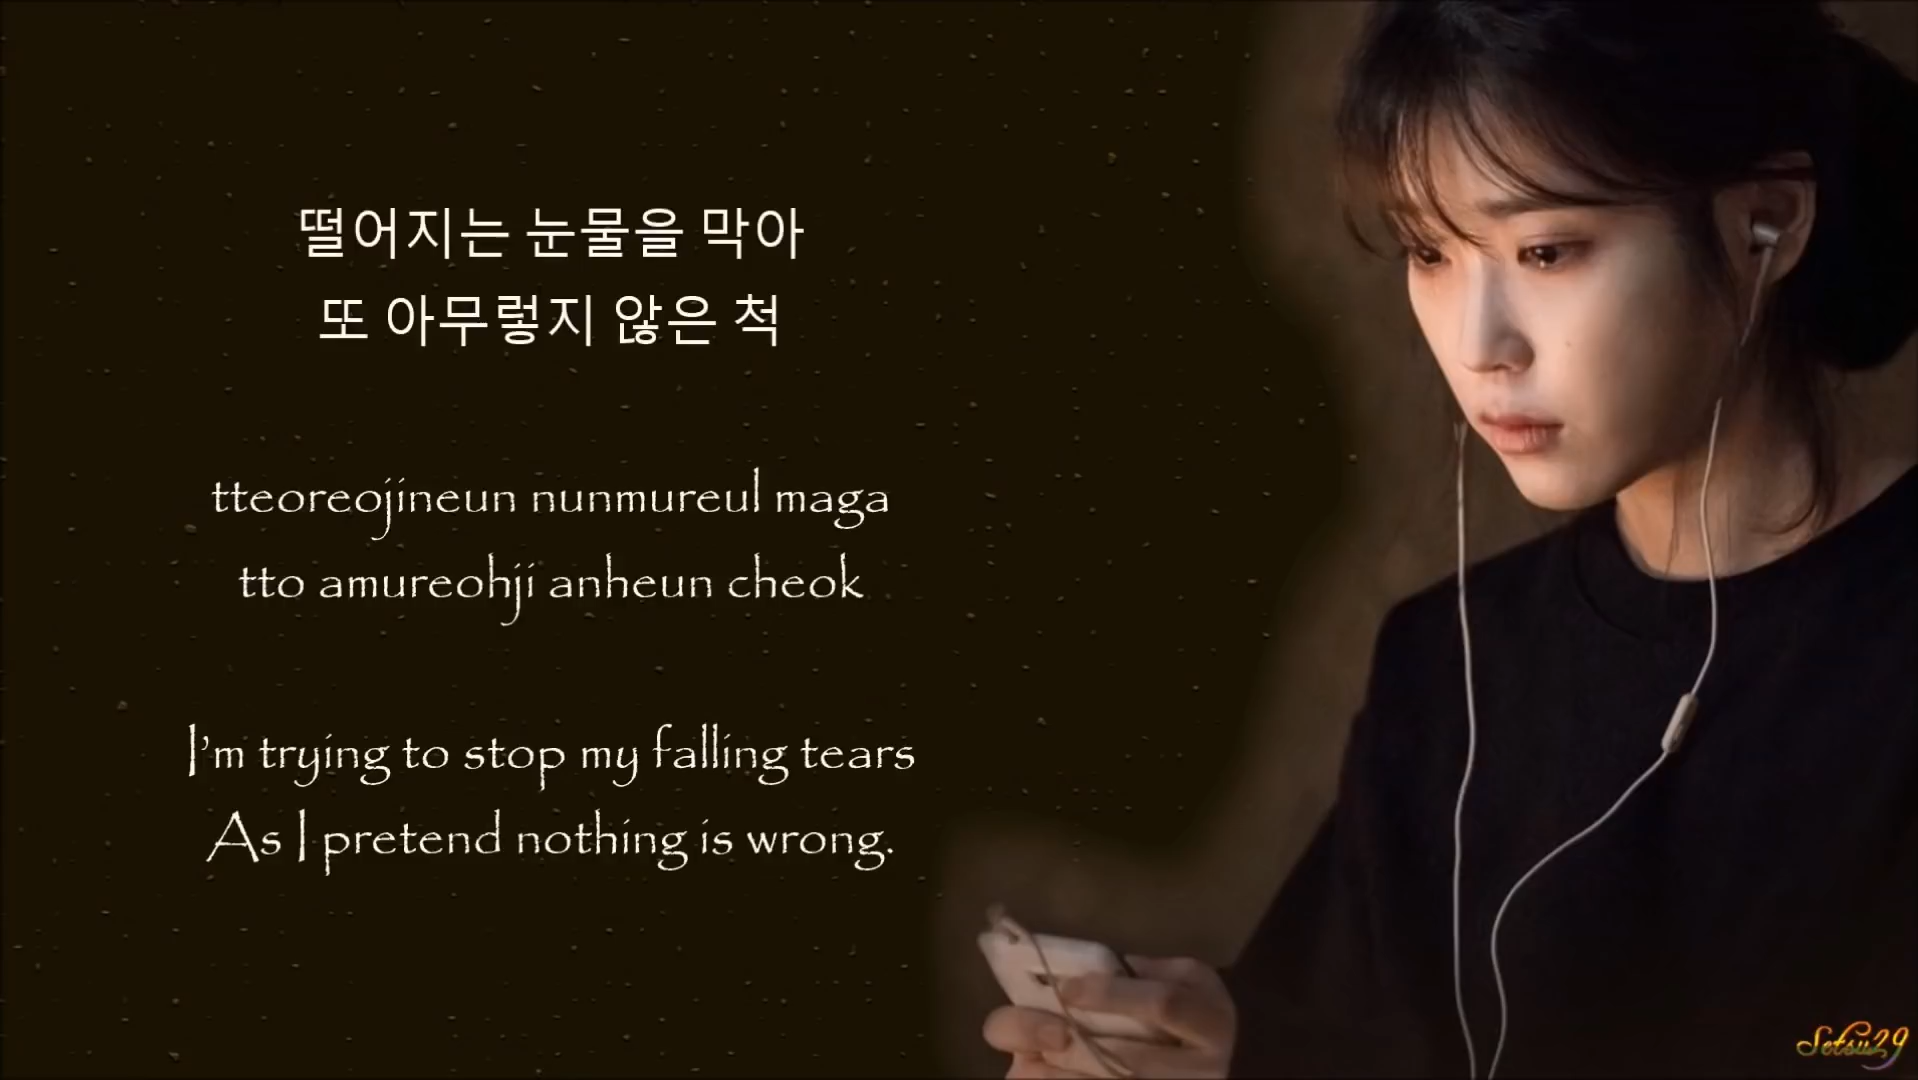 떨어지는 눈물을 막아
또 아무렇지 않은 척
tteoreojineun nunmureul maga
tto amureohji anheun cheok
I'm trying to stop my falling tears
As I pretend nothing is wrong.
Setsu29